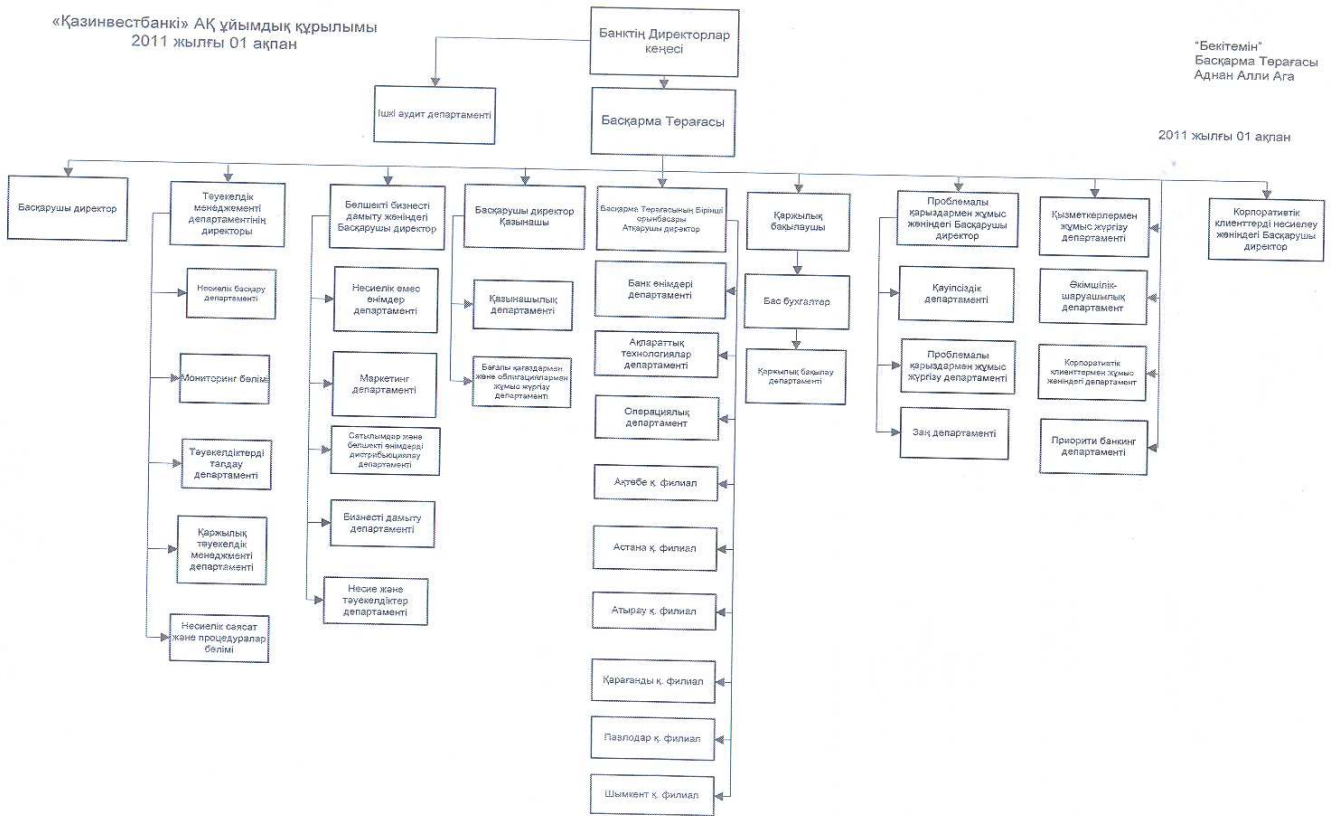 «Қазинвестбанкі» АҚ ұйымдық құрылымы
2011 жылғы 01 ақпан
Банктің Директорлар
кеңесі
"Бекітемін"
Басқарма Төрағасы
Аднан Алли Ага
Ішкі аудит департаменті
Басқарма Төрағасы
2011 жылғы 01 ақпан
Басқарушы директор
Тәуекелдік
менеджменті
департаментінің
директоры
Бөлшекті бизнесті
дамыту жөніндегі
Басқарушы директор
Басқарушы директор
Қазынашы
Басқарма Төрағасының Бірінші
орынбасары
Атқарушы директор
Қаржылық
бақылаушы
Проблемалы
қарыздармен жұмыс
жөніндегі Басқарушы
директор
Қызметкерлермен
жұмыс жүргізу
департаменті
Корпоративтік
клиенттерді несиелеу
жөніндегі Басқарушы
директор
Несиелік басқару
департаменті
Мониторинг бөлімі
Тәуекелдіктерді
талдау
департаменті
Қаржылық
тәуекелдік
менеджменті
департаменті
Несиелік саясат
және процедуралар
бөлімі
Несиелік емес
өнімдер
департаменті
Маркетинг
департаменті
Сатылымдар және
бөлшекті өнімдерді
дистрибьюциялау
департаменті
Бизнесті дамыту
департаменті
Несие және
тәуекелдіктер
департаменті
Қазынашылық
департаменті
Бағалы қағаздармен
және облигациялармен
жұмыс жүргізу
департаменті
Банк өнімдері
департаменті
Ақпараттық
технологиялар
департаменті
Операциялық
департамент
Ақтөбе қ. филиал
Астана қ. филиал
Атырау қ. филиал
Қарағанды қ. филиал
Павлодар қ. филиал
Шымкент қ. филиал
Бас бухгалтер
Қаржылық бақылау
департаменті
Қауіпсіздік
департаменті
Проблемалы
қарыздармен жұмыс
жүргізу департаменті
Заң департаменті
Әкімшілік-
шаруашылық
департамент
Корпоративтік
клиенттермен жұмыс
жөніндегі департамент
Приорити банкинг
департаменті